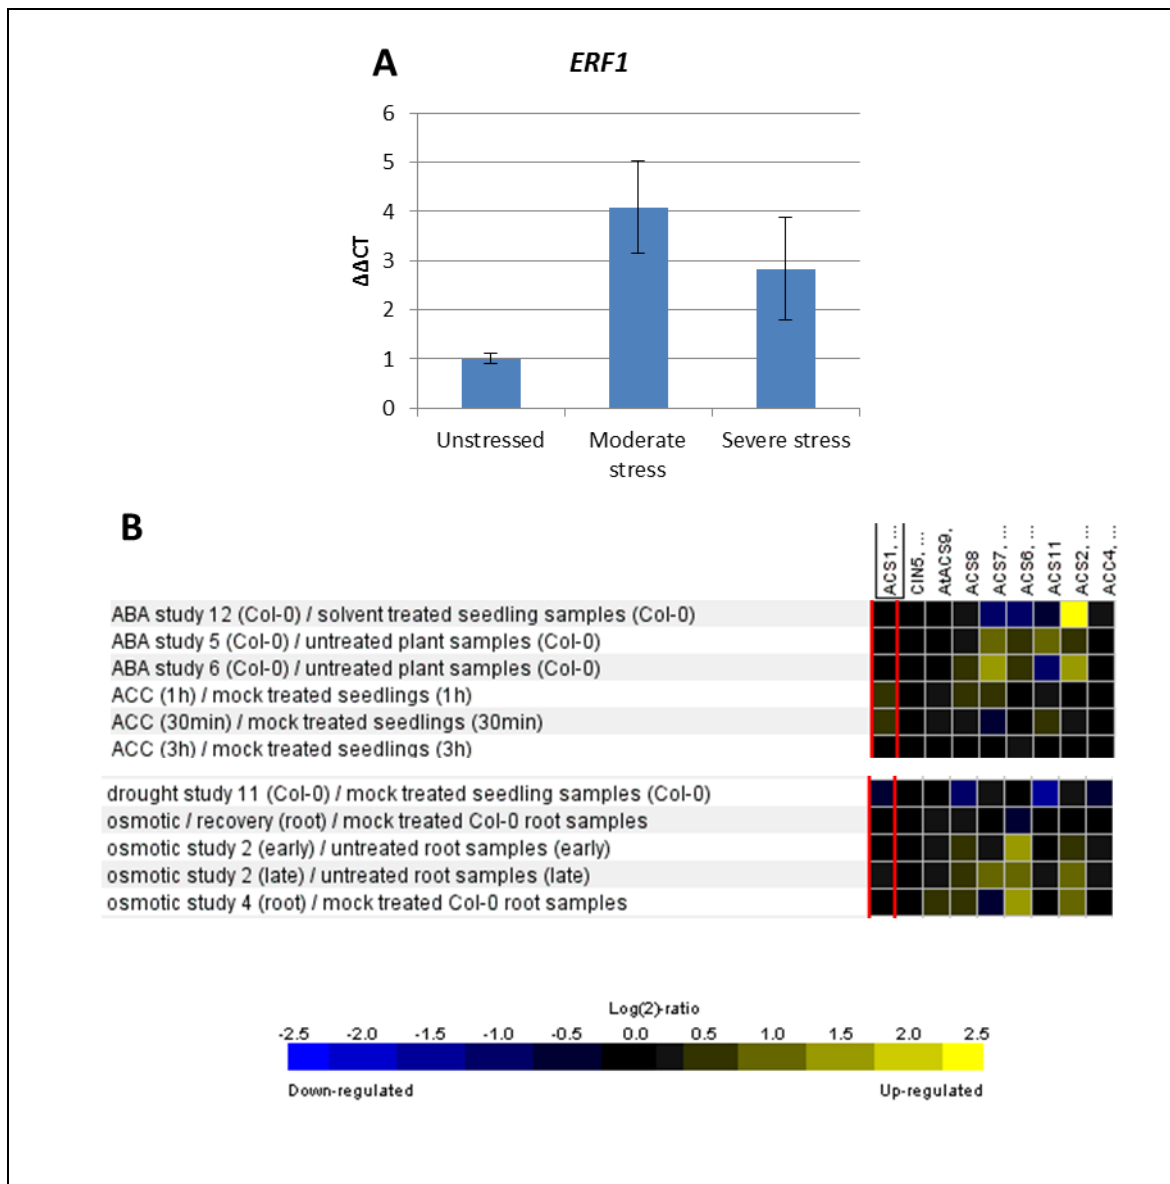 A
ERF1
6
5
4
3
2
1
0
ΔΔCT
Unstressed
Moderate stress
Severe stress
B
ACS1, ...
CIN5, ...
AtACS9,
ACS8
ACS7, ...
ACS6, ...
ACS11
ACS2, ...
ACC4, ...
ABA study 12 (Col-0) / solvent treated seedling samples (Col-0)
ABA study 5 (Col-0) / untreated plant samples (Col-0)
ABA study 6 (Col-0) / untreated plant samples (Col-0)
ACC (1h) / mock treated seedlings (1h)
ACC (30min) / mock treated seedlings (30min)
ACC (3h) / mock treated seedlings (3h)
drought study 11 (Col-0) / mock treated seedling samples (Col-0)
osmotic / recovery (root) / mock treated Col-0 root samples
osmotic study 2 (early) / untreated root samples (early)
osmotic study 2 (late) / untreated root samples (late)
osmotic study 4 (root) / mock treated Col-0 root samples
Log(2)-ratio
-2.5 -2.0 -1.5 -1.0 -0.5 0.0 0.5 1.0 1.5 2.0 2.5
Down-regulated Up-regulated